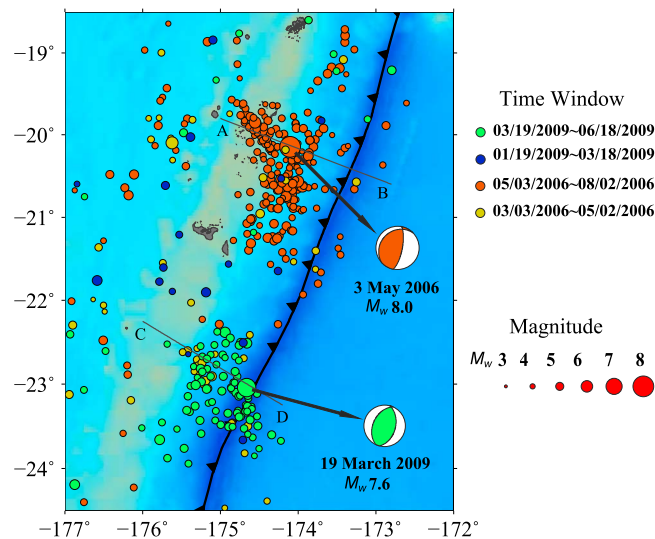 −19°
−20°
−21°
−22°
−23°
−24°
−177°
−176°
−175°
−174°
−173°
−172°
A
B
C
D
3 May 2006
Mw 8.0
19 March 2009
Mw 7.6
Time Window
03/19/2009~06/18/2009
01/19/2009~03/18/2009
05/03/2006~08/02/2006
03/03/2006~05/02/2006
Magnitude
Mw 3 4 5 6 7 8